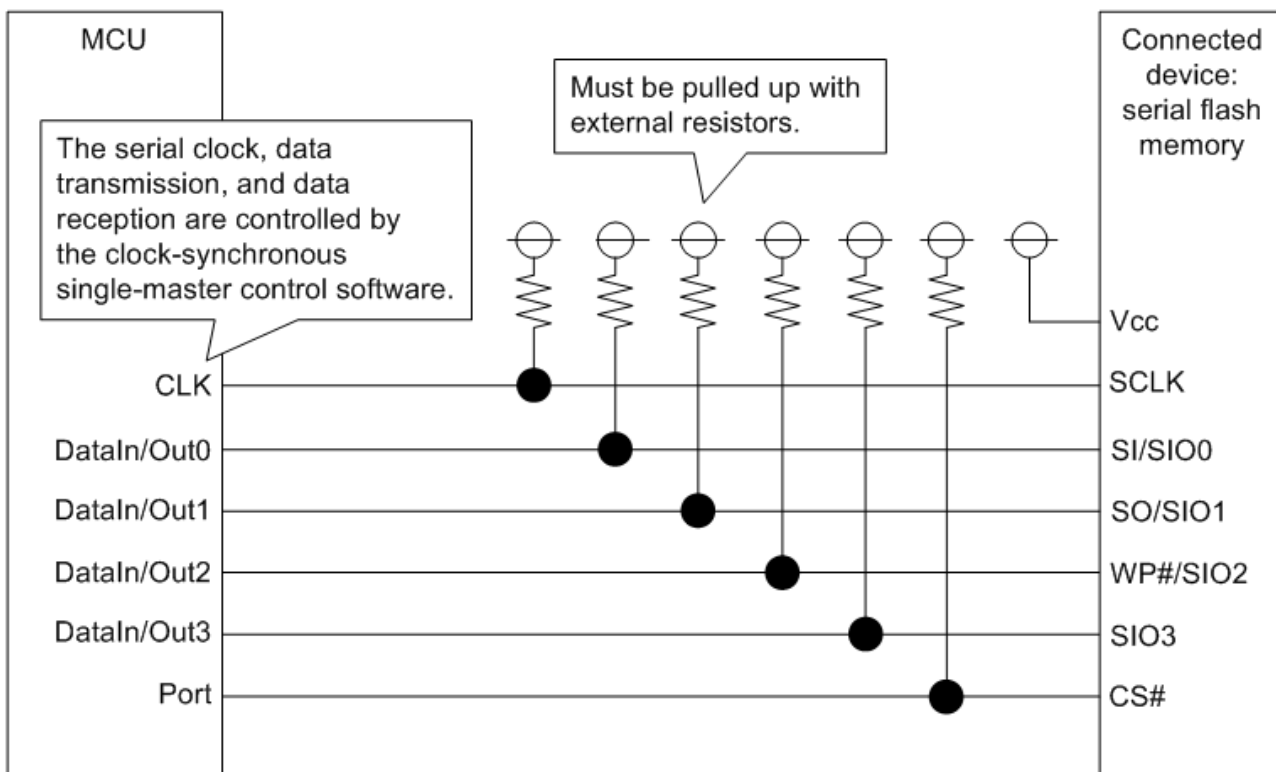 MCU
The serial clock, data
transmission, and data
reception are controlled by
the clock-synchronous
single-master control software.
Must be pulled up with
external resistors.
Connected
device:
serial flash
memory
Vcc
CLK
SCLK
DataIn/Out0
SI/SIO0
DataIn/Out1
SO/SIO1
DataIn/Out2
WP#/SIO2
DataIn/Out3
SIO3
Port
CS#